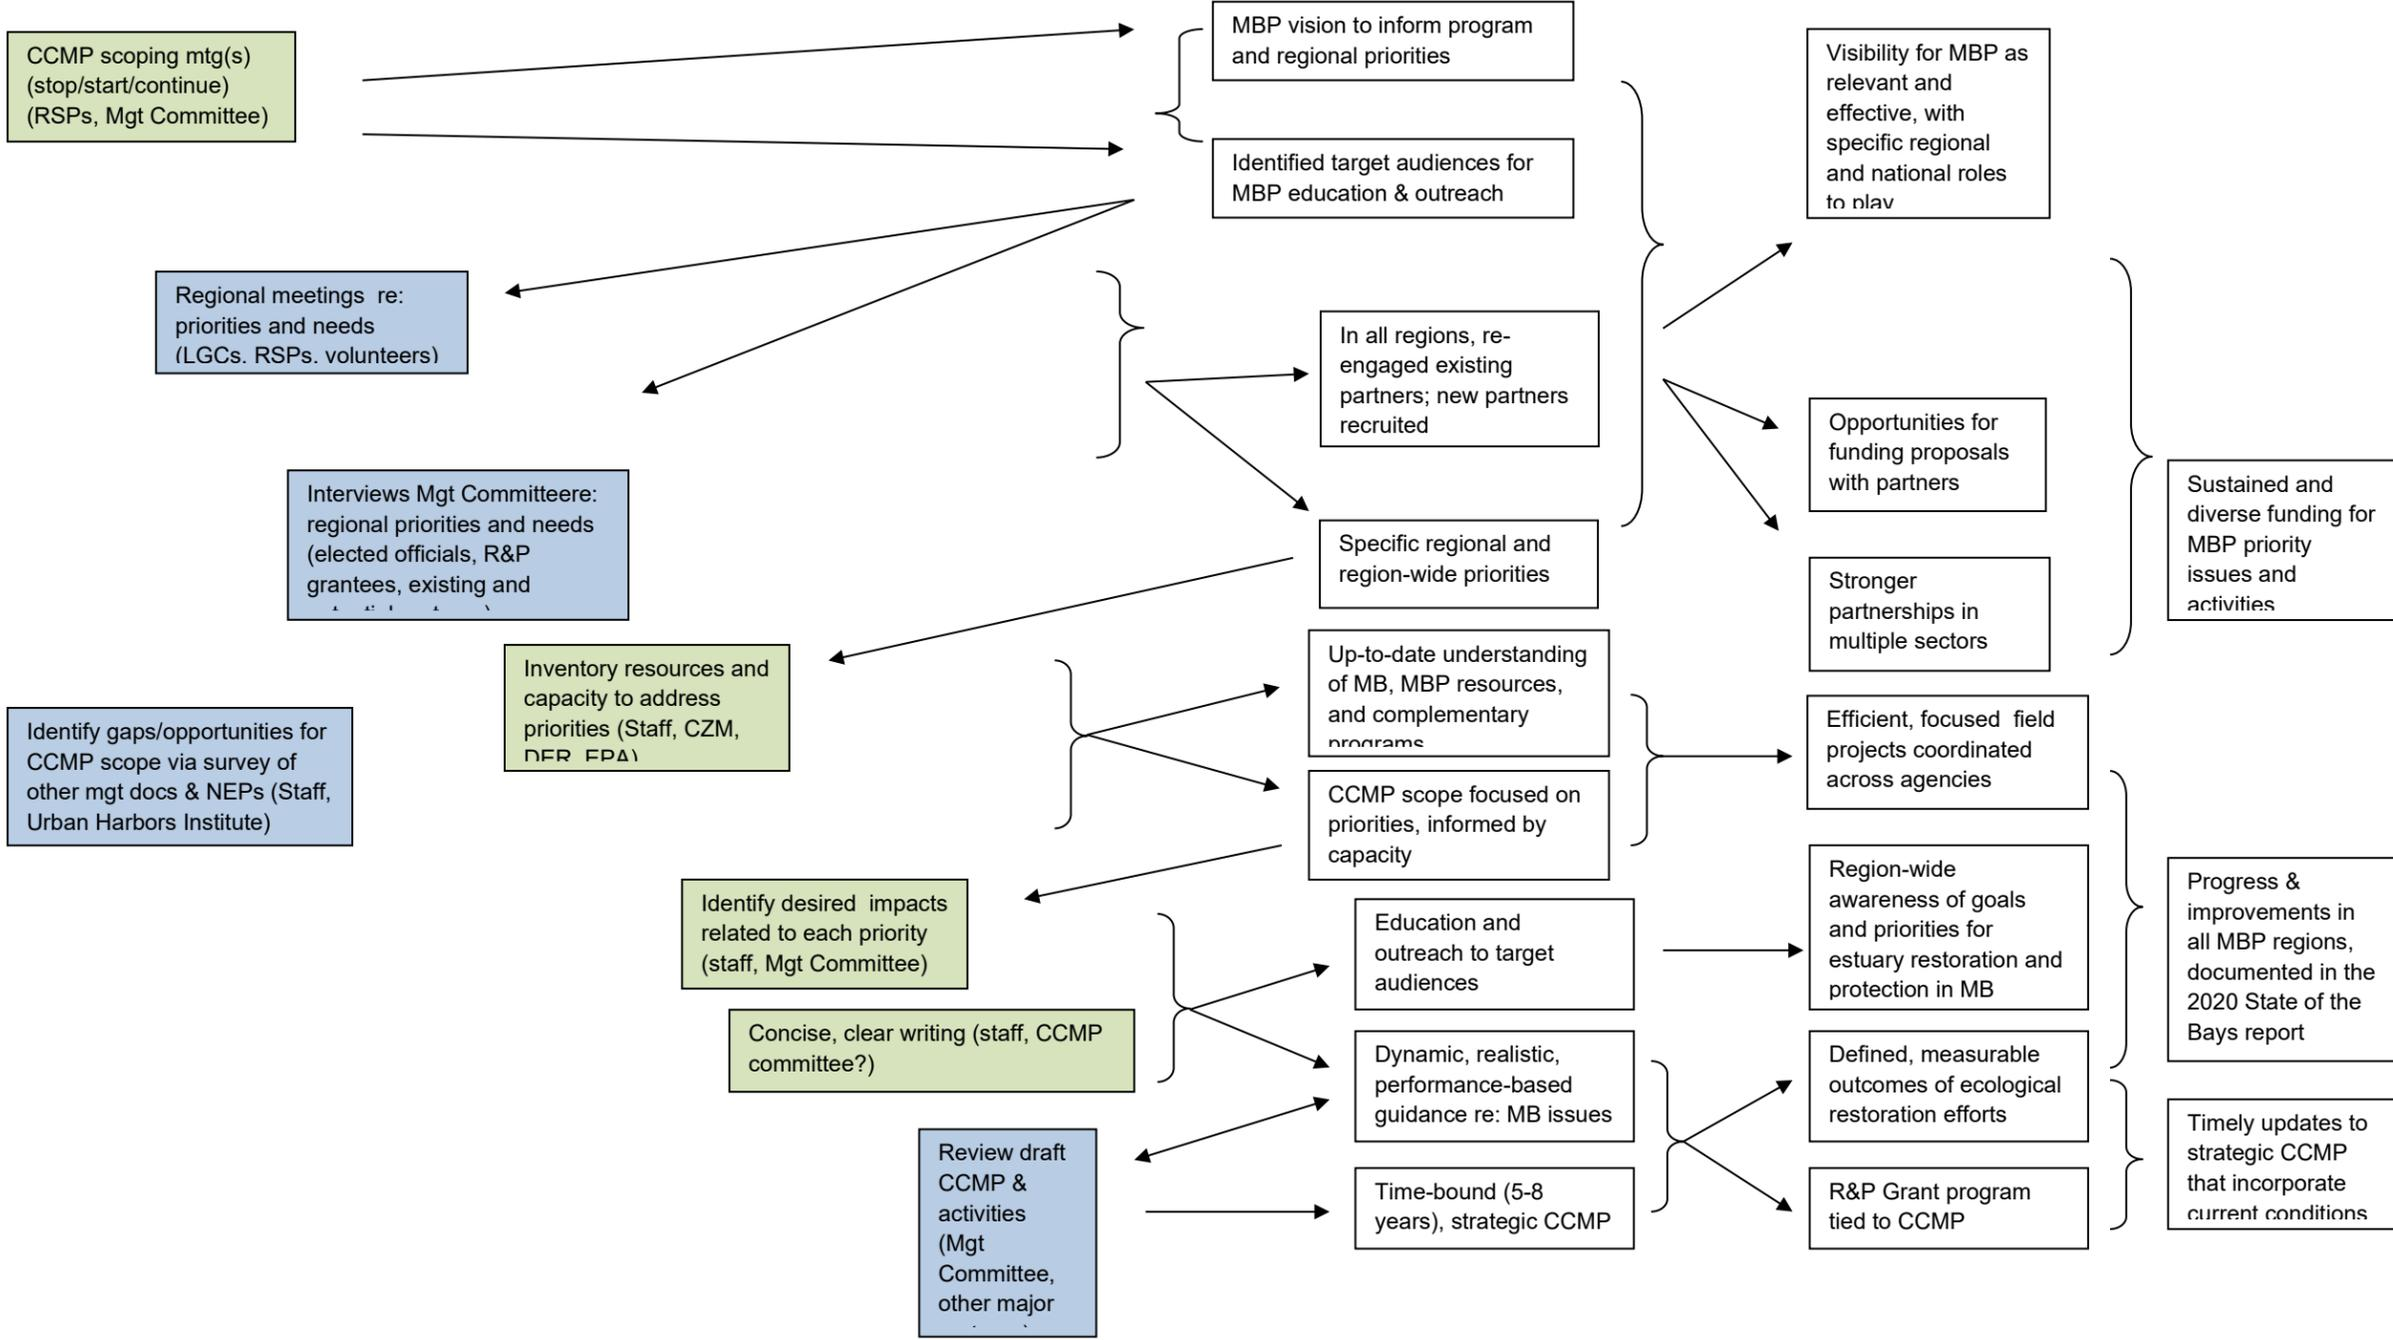 CCMP scoping mtg(s)
(stop/start/continue)
(RSPs, Mgt Committee)
MBP vision to inform program
and regional priorities
Identified target audiences for
MBP education & outreach
Visibility for MBP as
relevant and
effective, with
specific regional
and national roles
to play
Regional meetings  re:
priorities and needs
(LGCs, RSPs, volunteers)
In all regions, re-
engaged existing
partners; new partners
recruited
Opportunities for
funding proposals
with partners
Interviews Mgt Committeere:
regional priorities and needs
(elected officials, R&P
grantees, existing and
Specific regional and
region-wide priorities
Stronger
partnerships in
multiple sectors
Sustained and
diverse funding for
MBP priority
issues and
activities
Inventory resources and
capacity to address
priorities (Staff, CZM,
EPA)
Up-to-date understanding
of MB, MBP resources,
and complementary
programs
Identify gaps/opportunities for
CCMP scope via survey of
other mgt docs & NEPs (Staff,
Urban Harbors Institute)
CCMP scope focused on
priorities, informed by
capacity
Efficient, focused  field
projects coordinated
across agencies
Identify desired  impacts
related to each priority
(staff, Mgt Committee)
Education and
outreach to target
audiences
Region-wide
awareness of goals
and priorities for
estuary restoration and
protection in MB
Progress &
improvements in
all MBP regions,
documented in the
2020 State of the
Bays report
Concise, clear writing (staff, CCMP
committee?)
Dynamic, realistic,
performance-based
guidance re: MB issues
Defined, measurable
outcomes of ecological
restoration efforts
Review draft
CCMP &
activities
(Mgt
Committee,
other major
Time-bound (5-8
years), strategic CCMP
R&P Grant program
tied to CCMP
Timely updates to
strategic CCMP
that incorporate
current conditions